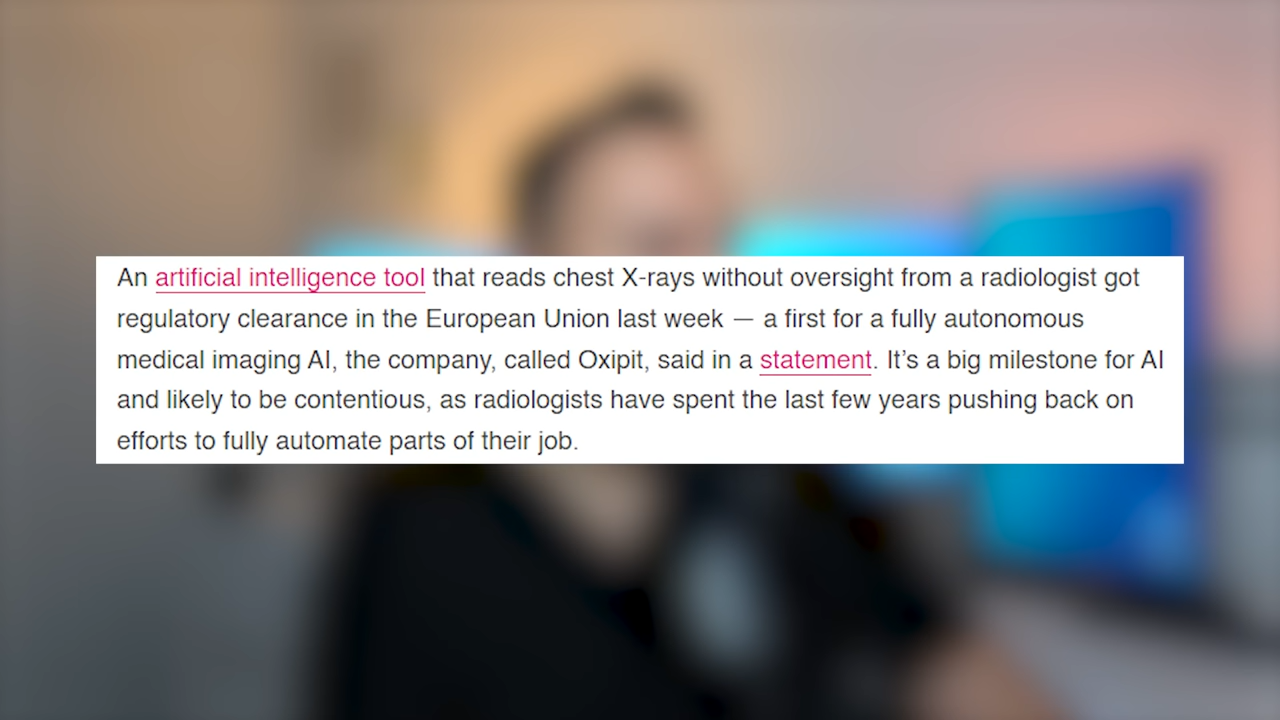 An artificial intelligence tool that reads chest X-rays without oversight from a radiologist got
regulatory clearance in the European Union last week — a first for a fully autonomous
medical imaging AI, the company, called Oxipit, said in a statement. It’s a big milestone for AI
and likely to be contentious, as radiologists have spent the last few years pushing back on
efforts to fully automate parts of their job.